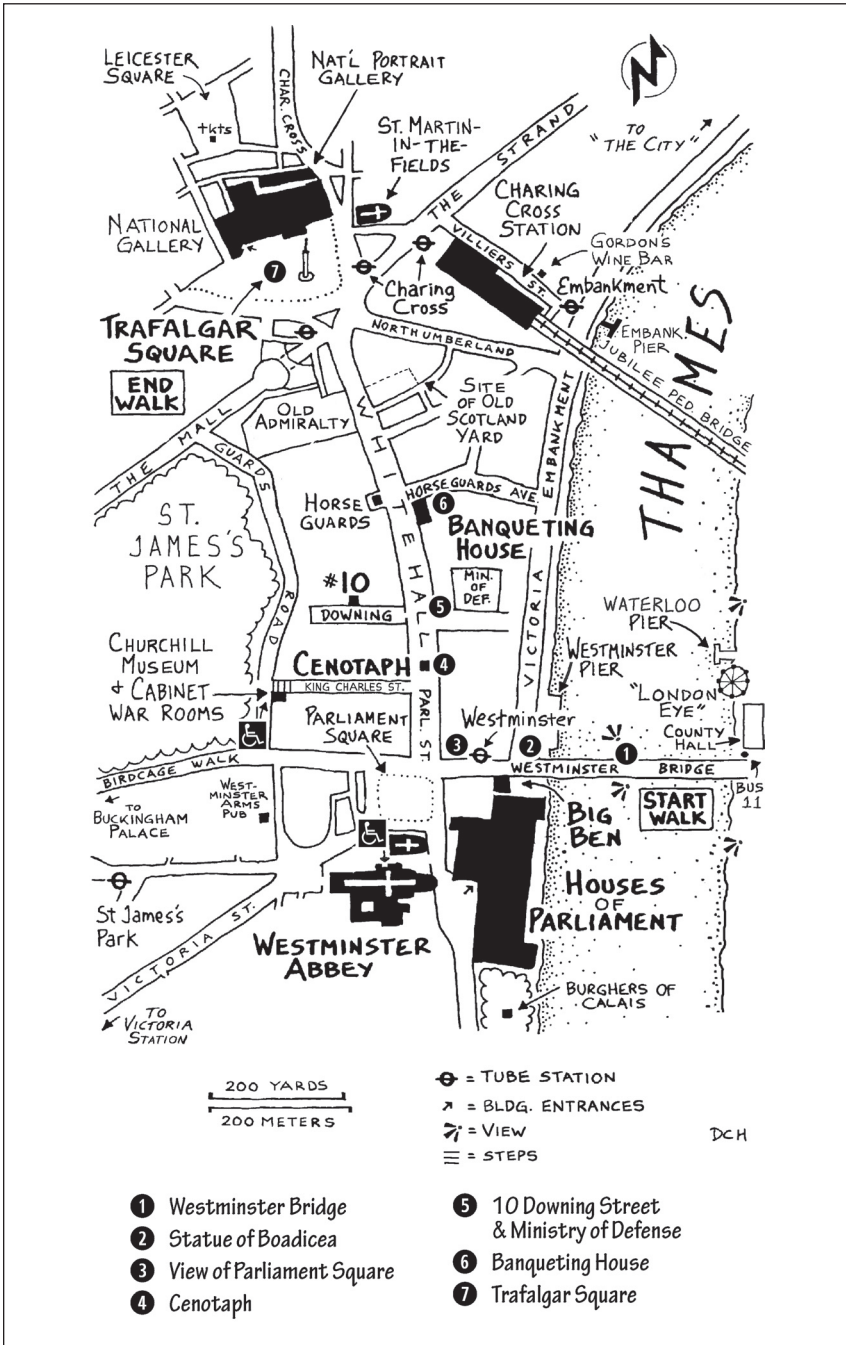 LEICESTER
SQUARE
tkts
CHAR. CROSS
NAT'L PORTRAIT
GALLERY
ST. MARTIN-
IN-THE-
FIELDS
THE STRAND
TO
"THE CITY"
NATIONAL
GALLERY
CHARING
CROSS
STATION
VILLIERS ST.
GORDON'S
WINE BAR
Embankment
7
Charing
Cross
TRAFALGAR
SQUARE
END
WALK
NORTHUMBERLAND
EMBANK.
PIER
JUBILEE PED. BRIDGE
THAMES
THE MALL
OLD
ADMIRALTY
SITE
OF OLD
SCOTLAND
YARD
WHITEHALL
VICTORIA EMBANKMENT
GUARDS ROAD
ST.
JAMES'S
PARK
HORSE
GUARDS
HORSEGUARDS AVE.
6
BANQUETING
HOUSE
#10
DOWNING
5
MIN.
OF
DEF.
WATERLOO
PIER
CHURCHILL
MUSEUM
& CABINET
WAR ROOMS
CENOTAPH
4
KING CHARLES ST.
PARL. ST.
WESTMINSTER
PIER
"LONDON
EYE"
COUNTY
HALL
PARLIAMENT
SQUARE
3
Westminster
2
1
BIRDCAGE WALK
WESTMINSTER BRIDGE
BUS
11
TO
BUCKINGHAM
PALACE
WEST-
MINSTER
ARMS
PUB
BIG
BEN
START
WALK
St James's
Park
HOUSES
OF
PARLIAMENT
WESTMINSTER
ABBEY
VICTORIA ST.
TO
VICTORIA
STATION
BURGHERS OF
CALAIS
200 YARDS
200 METERS
= TUBE STATION
= BLDG. ENTRANCES
= VIEW
= STEPS
DCH
1 Westminster Bridge
2 Statue of Boadicea
3 View of Parliament Square
4 Cenotaph
5 10 Downing Street
& Ministry of Defense
6 Banqueting House
7 Trafalgar Square